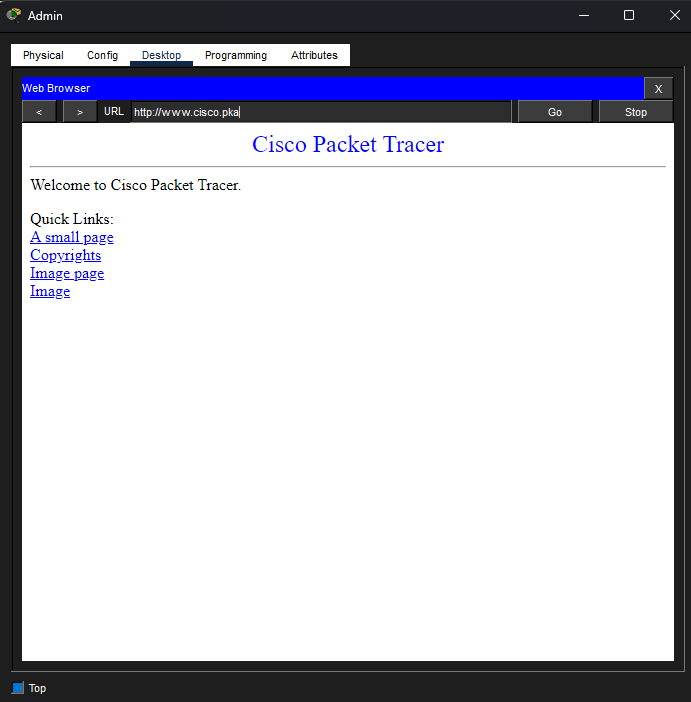 Admin
Physical Config Desktop Programming Attributes
Web Browser X
< > URL http://www.cisco.pka Go Stop
Cisco Packet Tracer
Welcome to Cisco Packet Tracer.
Quick Links:
A small page
Copyrights
Image page
Image
Top